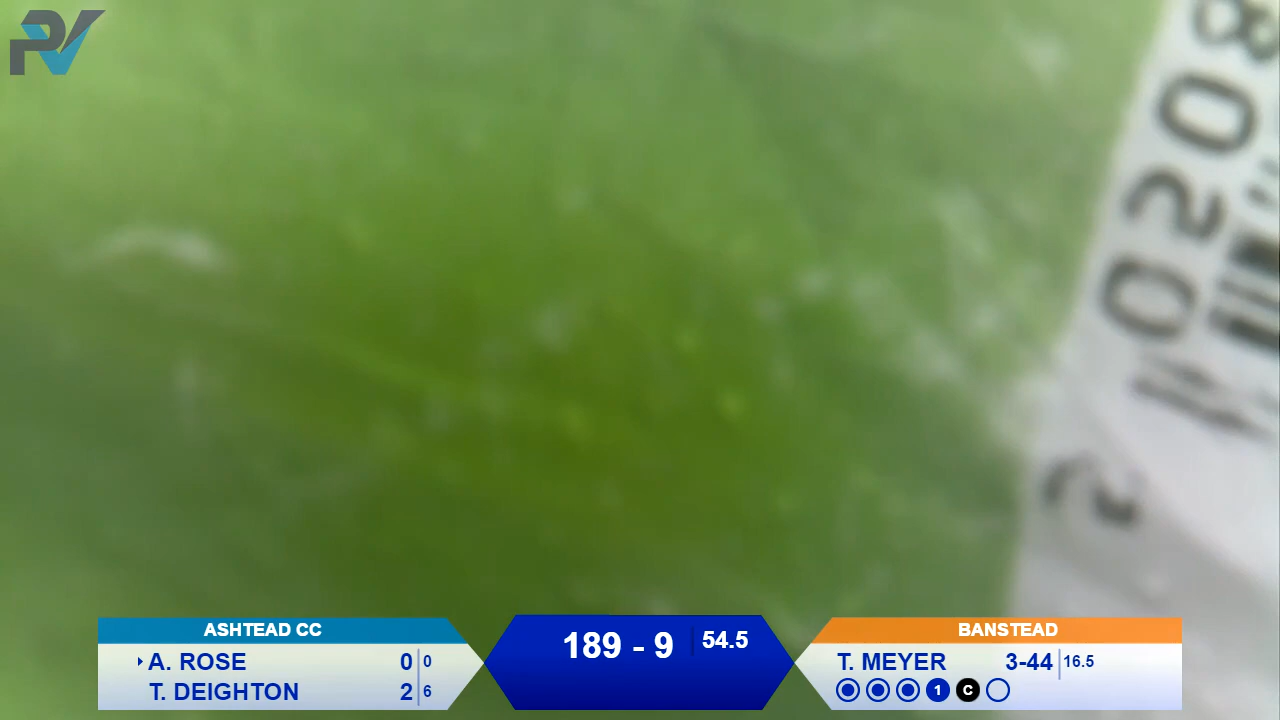 PV
0208
ASHTEAD CC
A. ROSE 0 0
T. DEIGHTON 2 6
189 - 9 54.5
BANSTEAD
T. MEYER 3-44 16.5
1 C